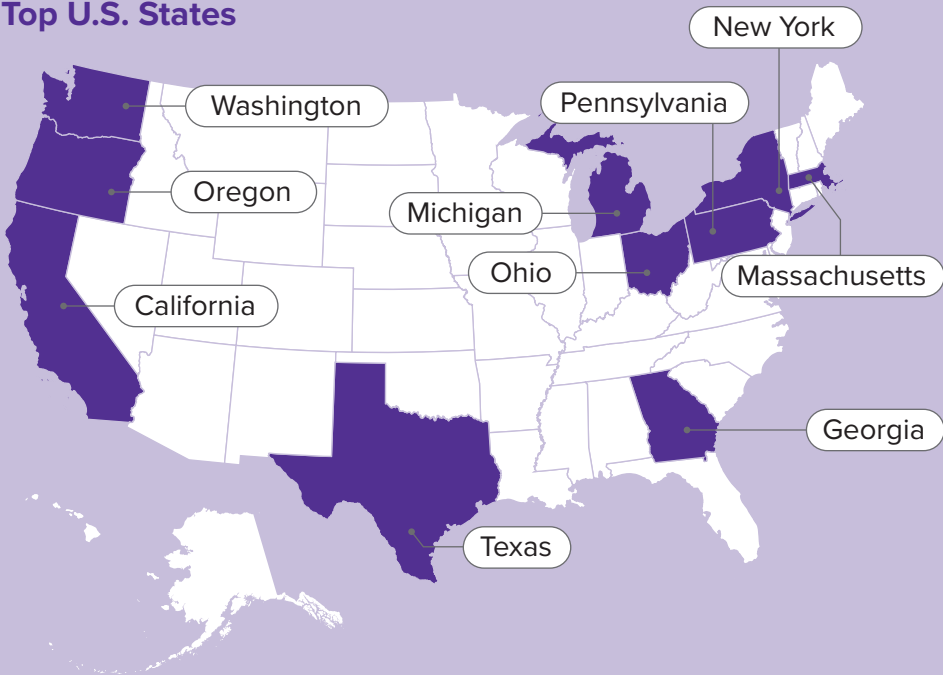 Top U.S. States
New York
Washington
Pennsylvania
Oregon
Michigan
Ohio
Massachusetts
California
Georgia
Texas